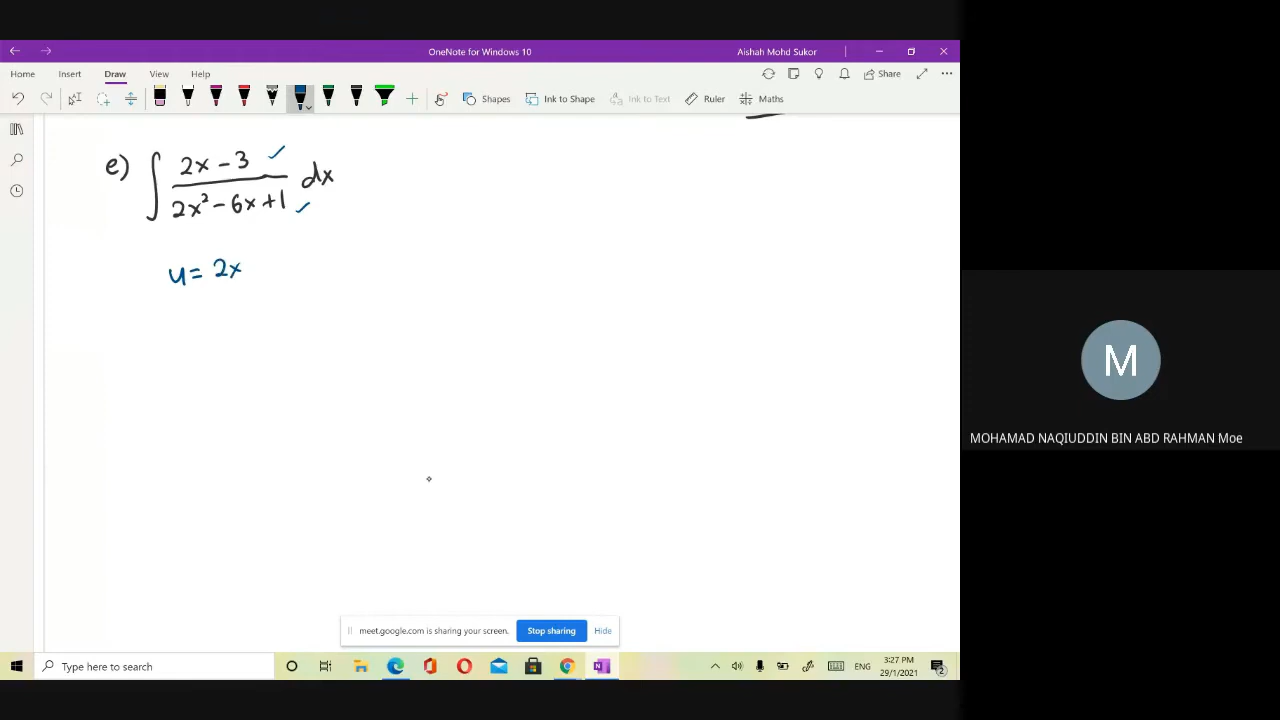 OneNote for Windows 10
Aishah Mohd Sukor
Home Insert Draw View Help
Share
Shapes Ink to Shape Ink to Text Ruler Maths
e) ∫ (2x - 3)/(2x² - 6x + 1) dx
u = 2x
M
MOHAMAD NAQIUDDIN BIN ABD RAHMAN Moe
meet.google.com is sharing your screen. Stop sharing Hide
Type here to search
ENG
3:27 PM
29/1/2021
2